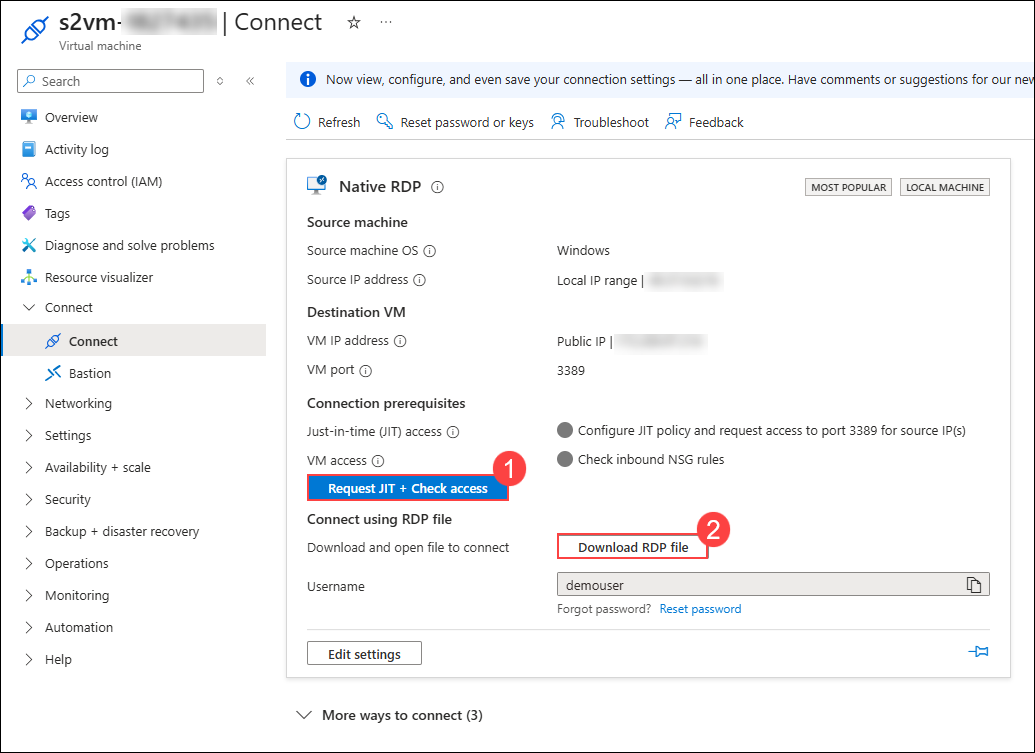 s2vm- | Connect
Virtual machine
Search
Now view, configure, and even save your connection settings — all in one place. Have comments or suggestions for our new
Refresh Reset password or keys Troubleshoot Feedback
Overview
Activity log
Access control (IAM)
Tags
Diagnose and solve problems
Resource visualizer
Connect
Connect
Bastion
Networking
Settings
Availability + scale
Security
Backup + disaster recovery
Operations
Monitoring
Automation
Help
Native RDP MOST POPULAR LOCAL MACHINE
Source machine
Source machine OS Windows
Source IP address Local IP range |
Destination VM
VM IP address Public IP |
VM port 3389
Connection prerequisites
Just-in-time (JIT) access Configure JIT policy and request access to port 3389 for source IP(s)
VM access Check inbound NSG rules
1
Request JIT + Check access
Connect using RDP file
2
Download and open file to connect Download RDP file
Username demouser
Forgot password? Reset password
Edit settings
More ways to connect (3)